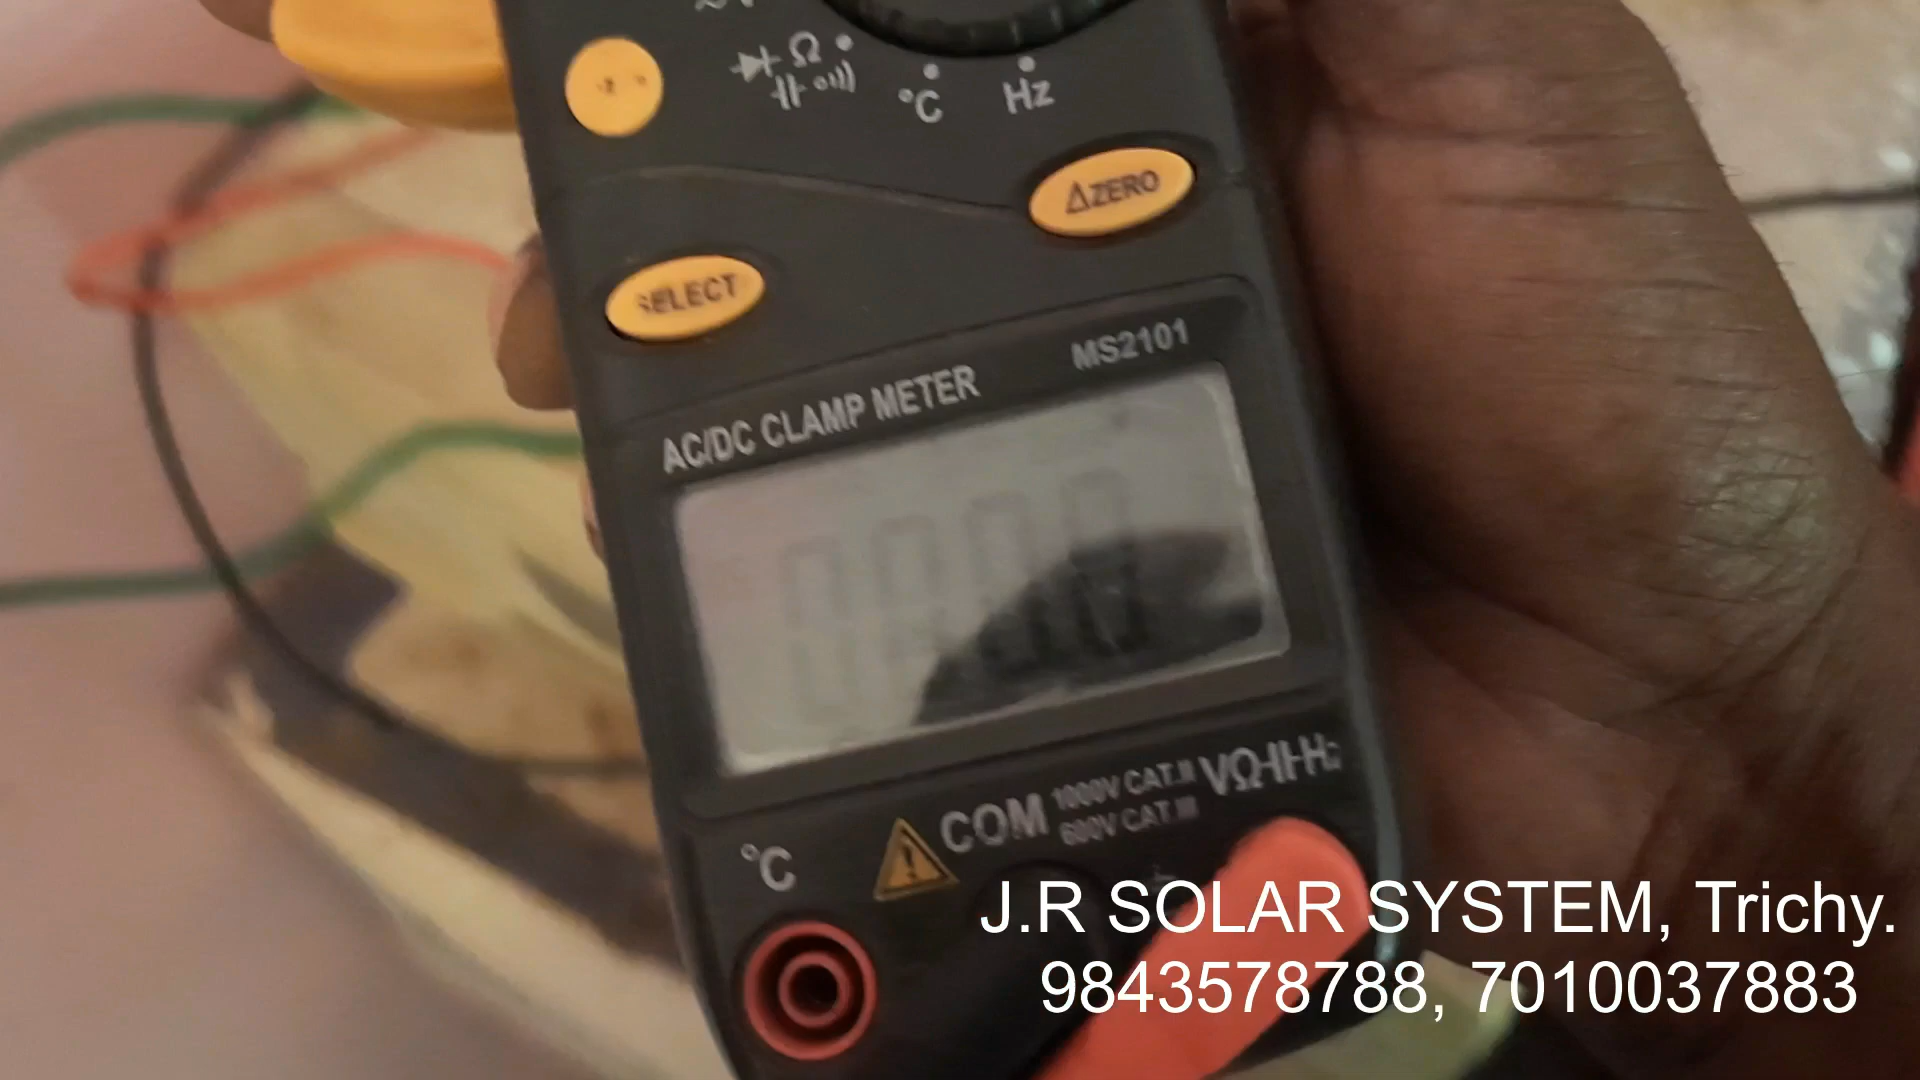 Ω
°C
Hz
ΔZERO
SELECT
MS2101
AC/DC CLAMP METER
COM
1000V CAT.II
600V CAT.III
VΩ⊣⊢Hz
°C
J.R SOLAR SYSTEM, Trichy.
9843578788, 7010037883